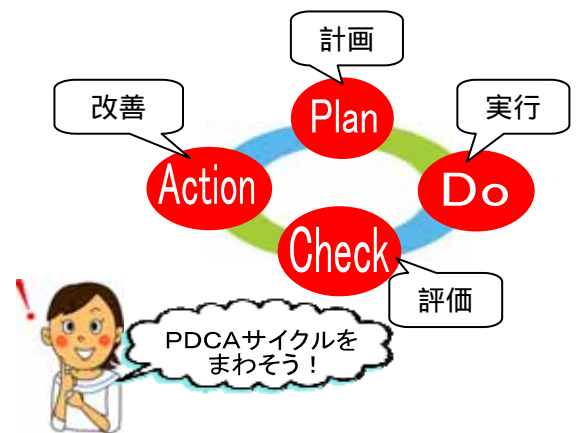 計画
Plan
改善
実行
Action
Do
Check
評価
!
PDCAサイクルを
まわそう！